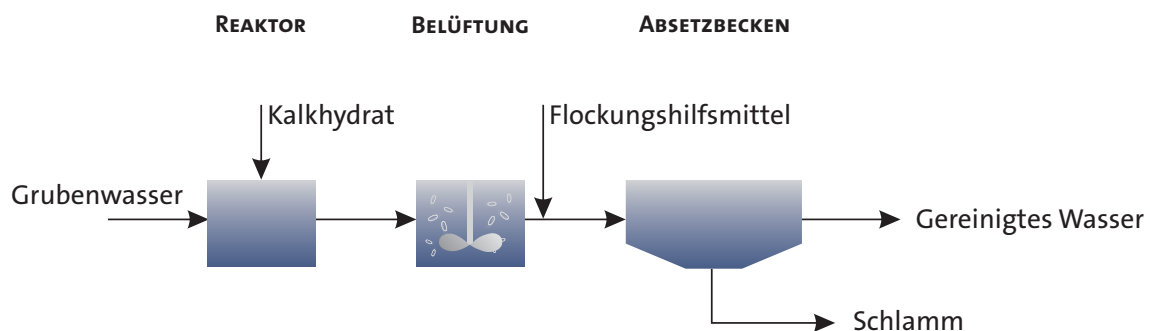 REAKTOR BELÜFTUNG ABSETZBECKEN
Kalkhydrat Flockungshilfsmittel
Grubenwasser
Gereinigtes Wasser
Schlamm